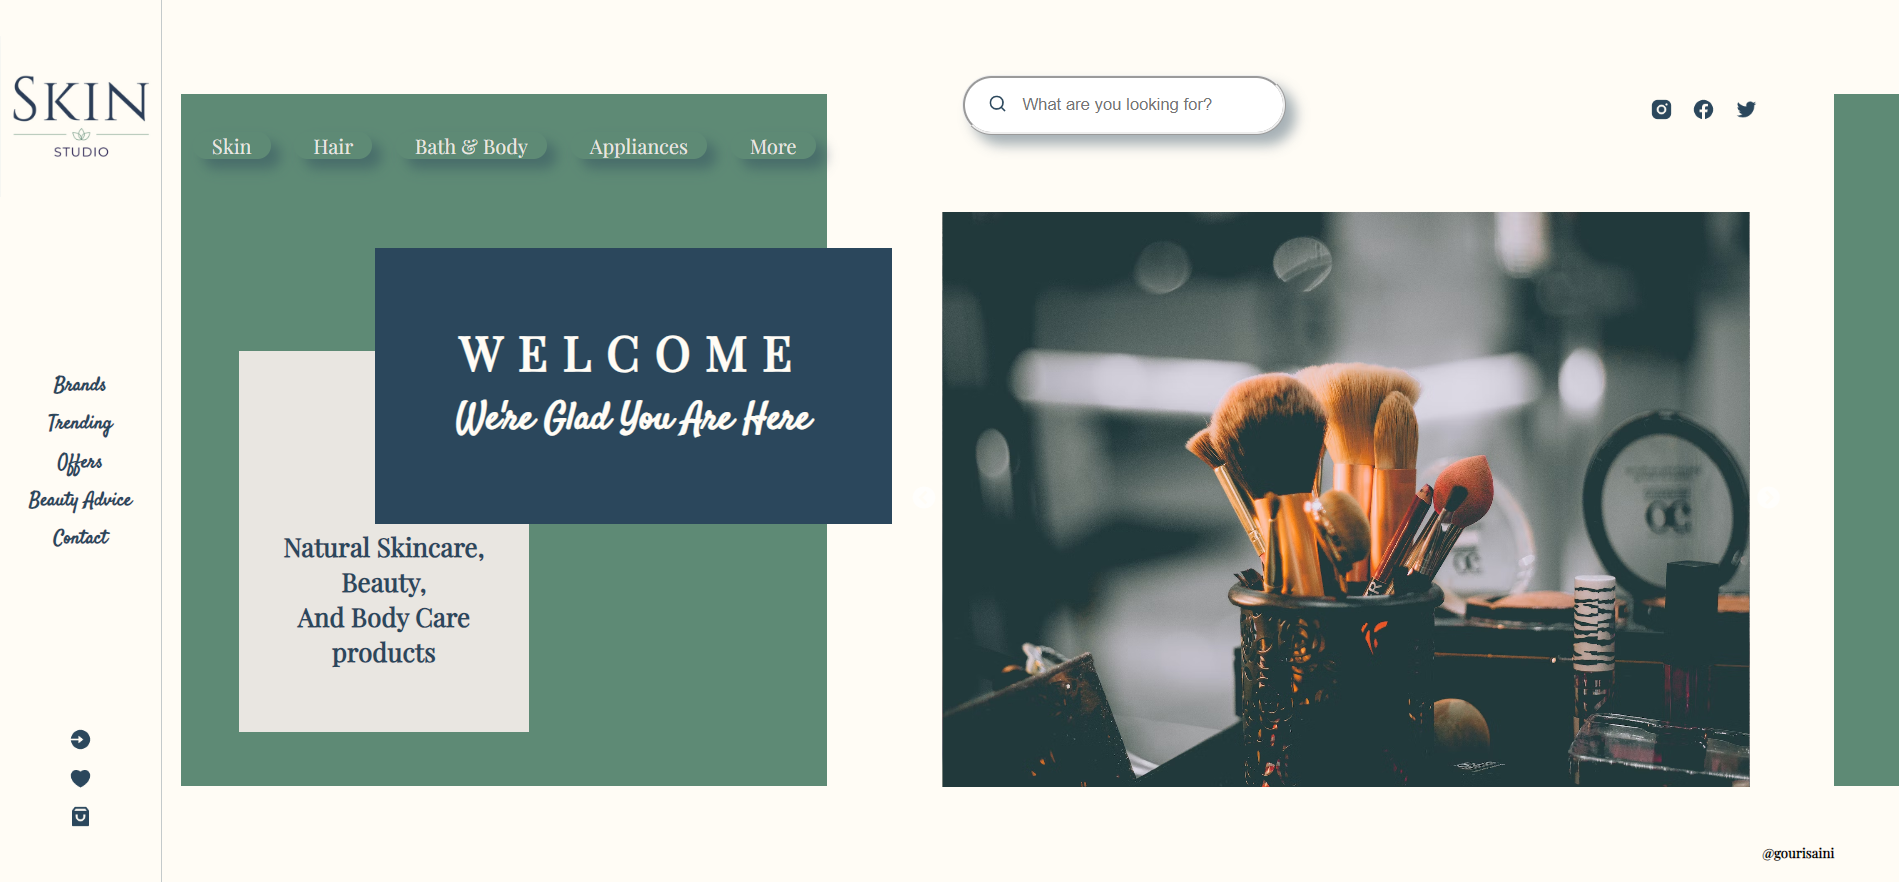 SKIN
STUDIO
Brands
Trending
Offers
Beauty Advice
Contact
Skin
Hair
Bath & Body
Appliances
More
What are you looking for?
WELCOME
We're Glad You Are Here
Natural Skincare,
Beauty,
And Body Care
products
@gourisaini